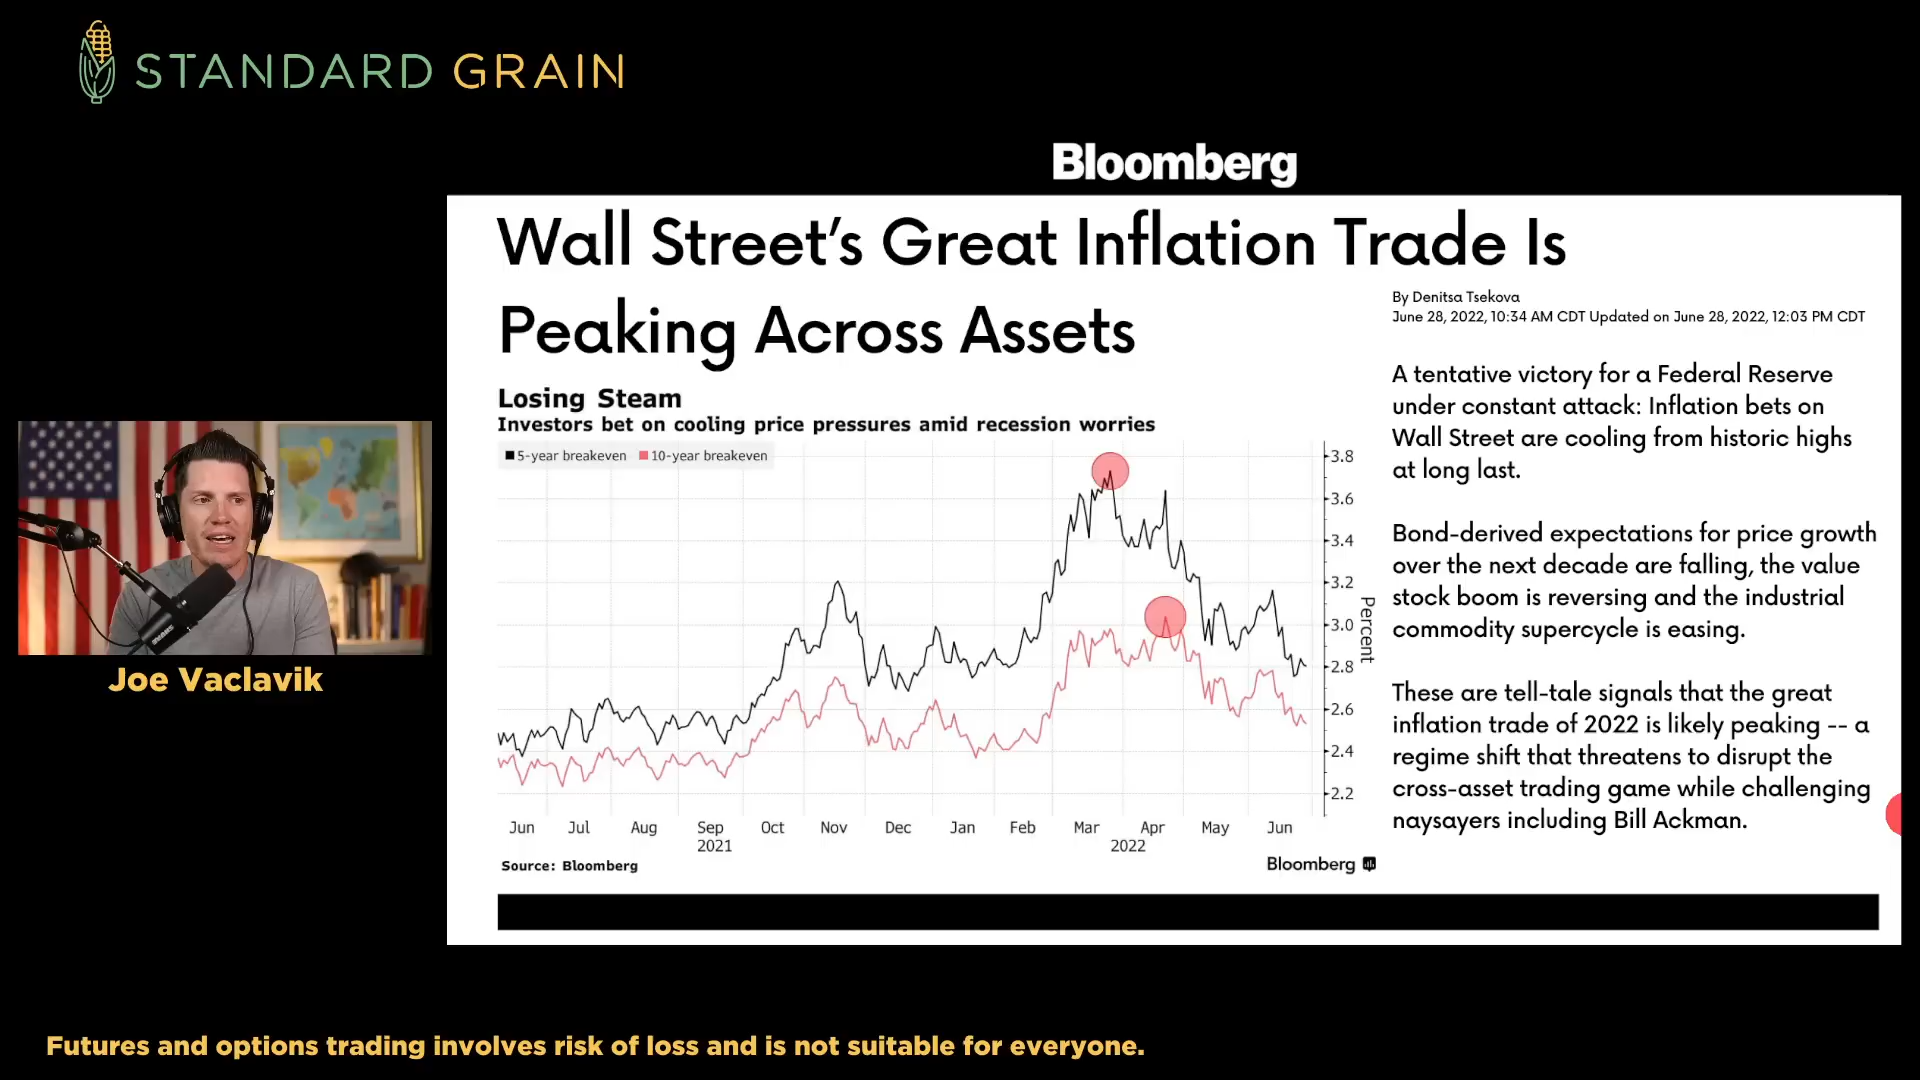 STANDARD GRAIN
Bloomberg
Wall Street's Great Inflation Trade Is
Peaking Across Assets
By Denitsa Tsekova
June 28, 2022, 10:34 AM CDT Updated on June 28, 2022, 12:03 PM CDT
Losing Steam
Investors bet on cooling price pressures amid recession worries
5-year breakeven 10-year breakeven
3.8
3.6
3.4
3.2
3.0
2.8
2.6
2.4
2.2
Percent
Jun Jul Aug Sep Oct Nov Dec Jan Feb Mar Apr May Jun
2021 2022
Source: Bloomberg
Bloomberg
A tentative victory for a Federal Reserve
under constant attack: Inflation bets on
Wall Street are cooling from historic highs
at long last.
Bond-derived expectations for price growth
over the next decade are falling, the value
stock boom is reversing and the industrial
commodity supercycle is easing.
These are tell-tale signals that the great
inflation trade of 2022 is likely peaking -- a
regime shift that threatens to disrupt the
cross-asset trading game while challenging
naysayers including Bill Ackman.
Joe Vaclavik
Futures and options trading involves risk of loss and is not suitable for everyone.